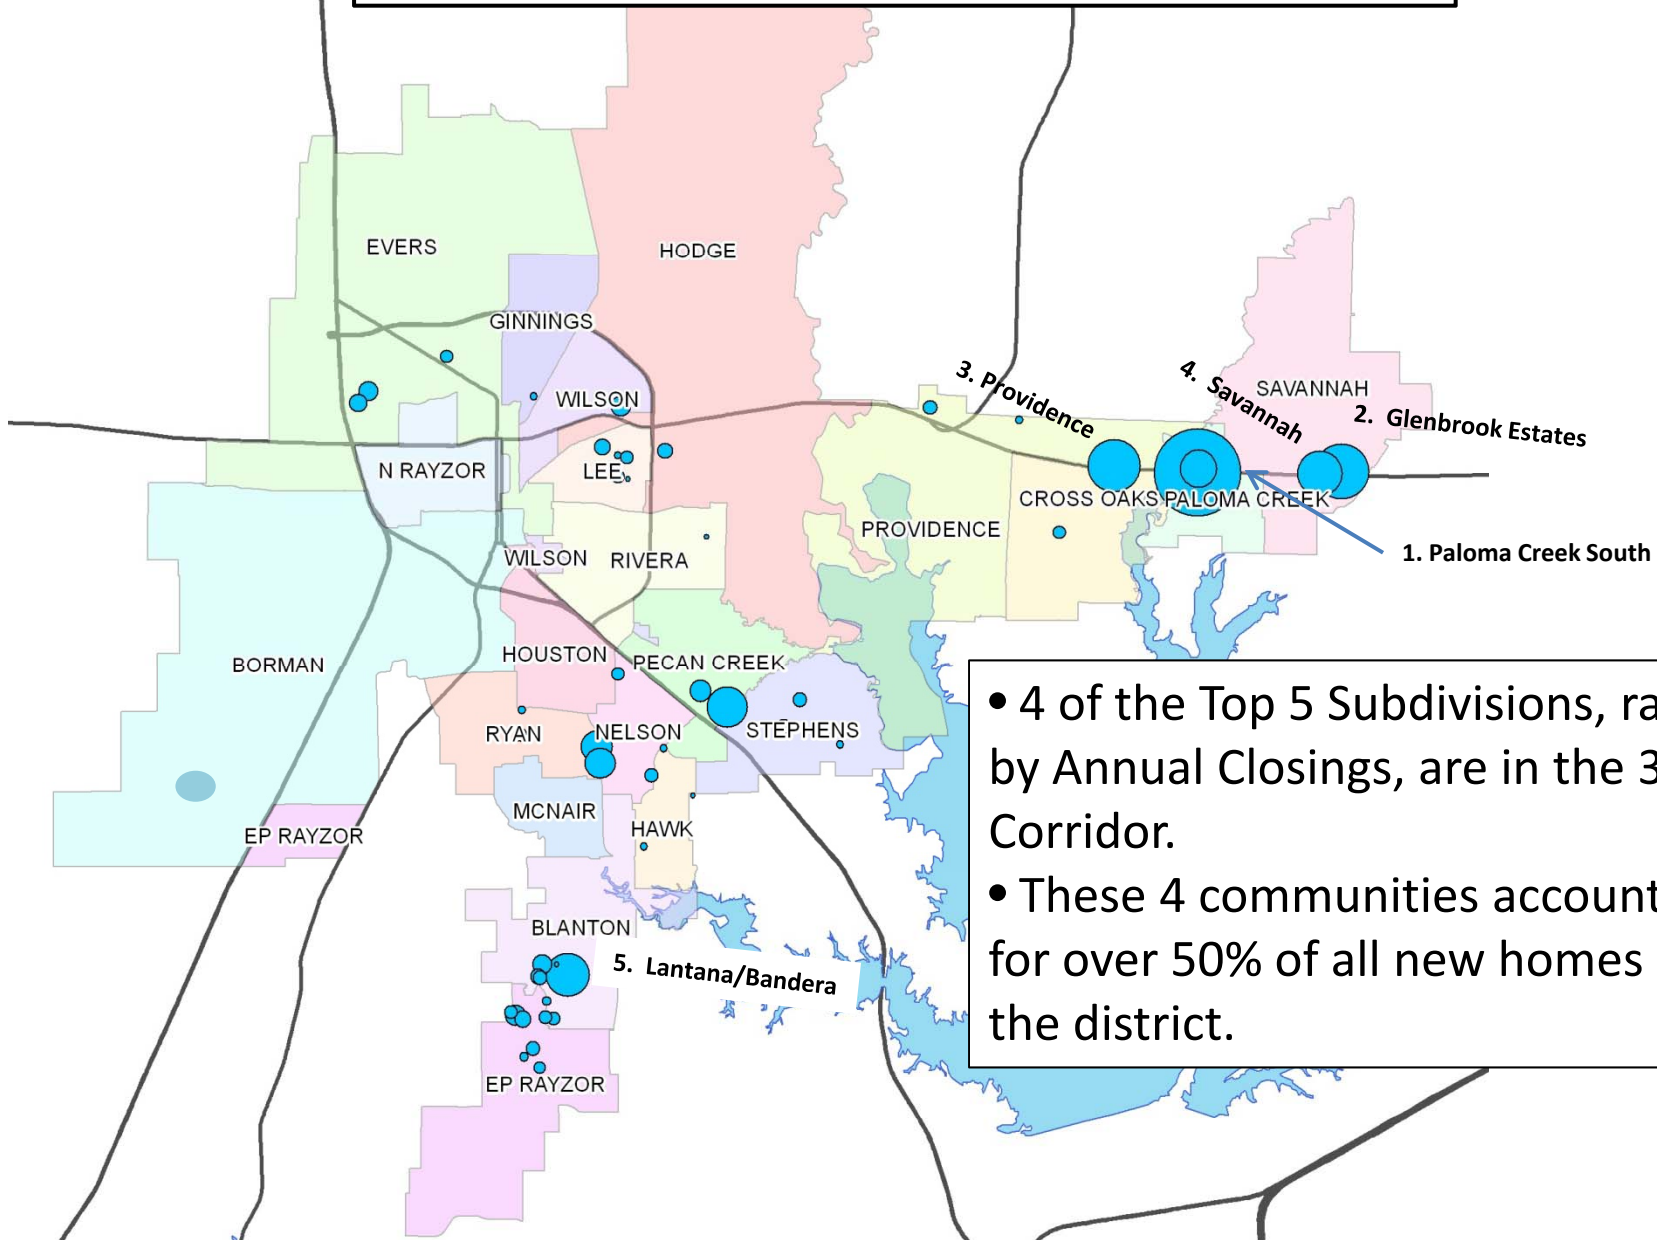 EVERS
HODGE
GINNINGS
WILSON
3. Providence
4. Savannah
SAVANNAH
2. Glenbrook Estates
N RAYZOR
LEE
CROSS OAKS
PALOMA CREEK
PROVIDENCE
WILSON
RIVERA
1. Paloma Creek South
HOUSTON
PECAN CREEK
BORMAN
RYAN
NELSON
STEPHENS
MCNAIR
HAWK
EP RAYZOR
BLANTON
5. Lantana/Bandera
EP RAYZOR
• 4 of the Top 5 Subdivisions, ra
by Annual Closings, are in the 3
Corridor.
• These 4 communities account
for over 50% of all new homes
the district.